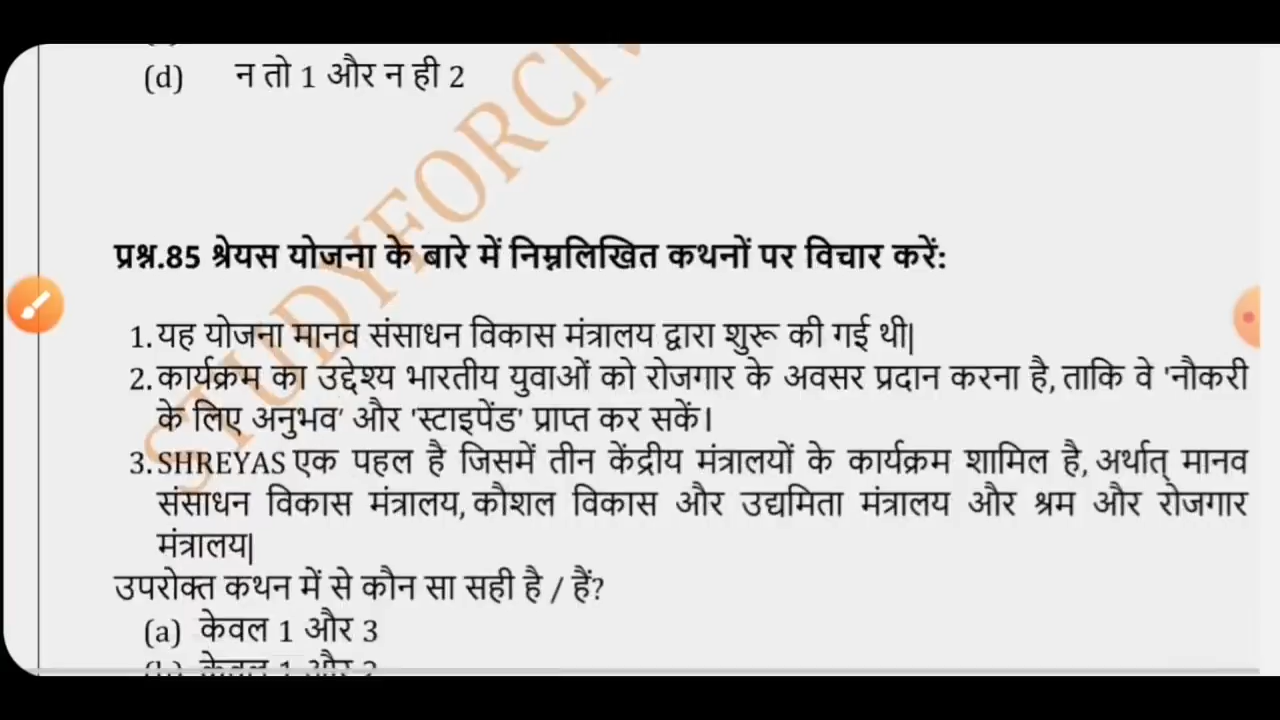 (d) न तो 1 और न ही 2
STUDYFORCIV
प्रश्न.85 श्रेयस योजना के बारे में निम्नलिखित कथनों पर विचार करें:
1. यह योजना मानव संसाधन विकास मंत्रालय द्वारा शुरू की गई थी|
2. कार्यक्रम का उद्देश्य भारतीय युवाओं को रोजगार के अवसर प्रदान करना है, ताकि वे 'नौकरी
के लिए अनुभव' और 'स्टाइपेंड' प्राप्त कर सकें।
3. SHREYAS एक पहल है जिसमें तीन केंद्रीय मंत्रालयों के कार्यक्रम शामिल है, अर्थात् मानव
संसाधन विकास मंत्रालय, कौशल विकास और उद्यमिता मंत्रालय और श्रम और रोजगार
मंत्रालय|
उपरोक्त कथन में से कौन सा सही है / हैं?
(a) केवल 1 और 3